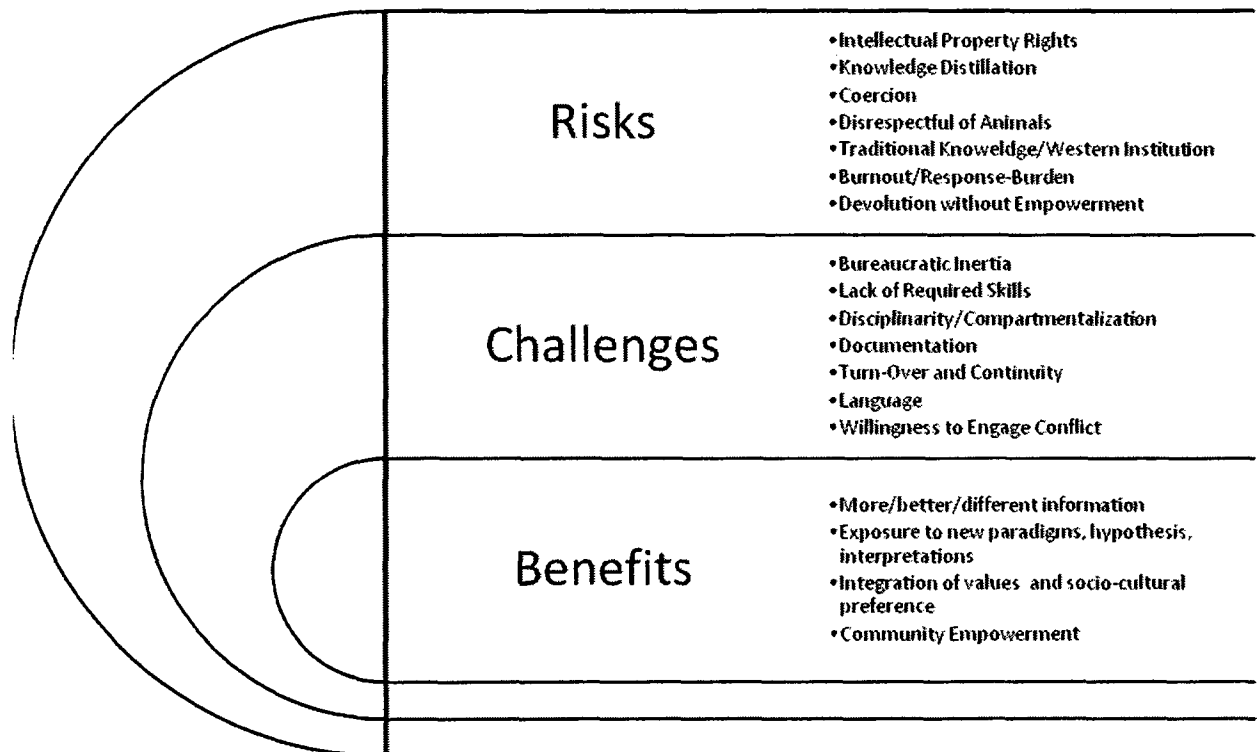 Risks
•Intellectual Property Rights
•Knowledge Distillation
•Coercion
•Disrespectful of Animals
•Traditional Knoweldge/Western Institution
•Burnout/Response-Burden
•Devolution without Empowerment
Challenges
•Bureaucratic Inertia
•Lack of Required Skills
•Disciplinarity/Compartmentalization
•Documentation
•Turn-Over and Continuity
•Language
•Willingness to Engage Conflict
Benefits
•More/better/different information
•Exposure to new paradigms, hypothesis,
interpretations
•Integration of values and socio-cultural
preference
•Community Empowerment